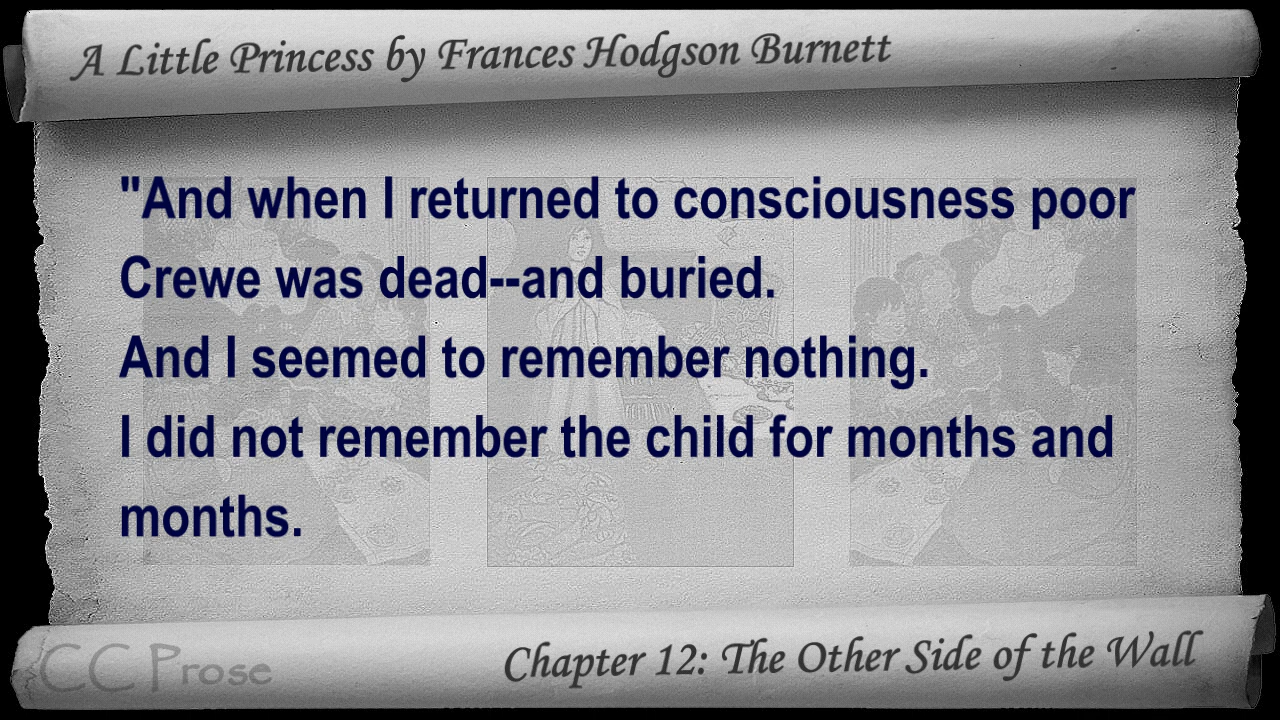 A Little Princess by Frances Hodgson Burnett
"And when I returned to consciousness poor
Crewe was dead--and buried.
And I seemed to remember nothing.
I did not remember the child for months and
months.
CC Prose
Chapter 12: The Other Side of the Wall